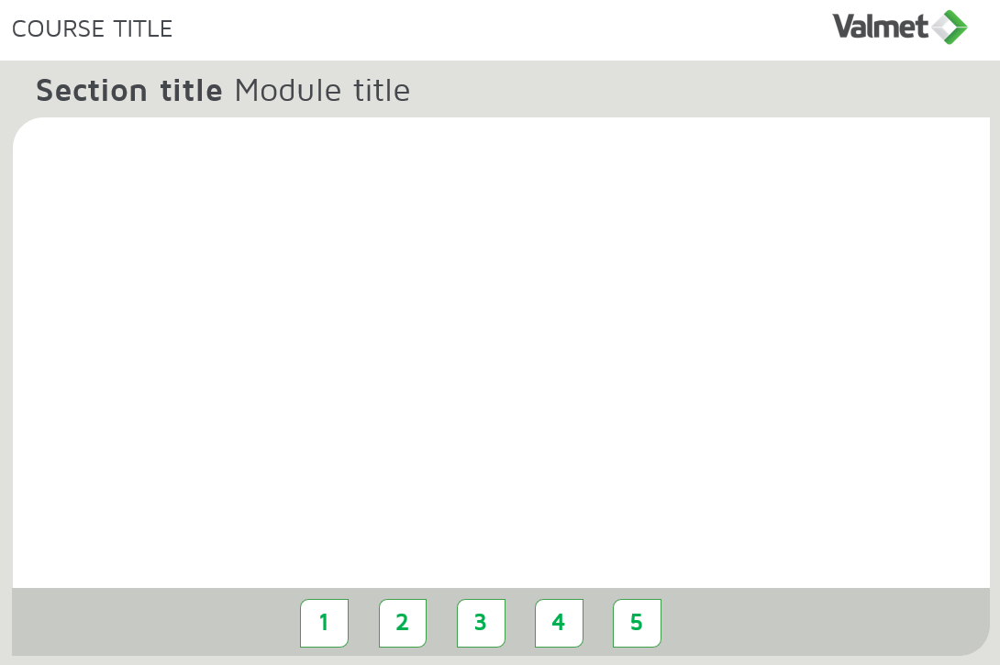 COURSE TITLE
Valmet
Section title Module title
1 2 3 4 5